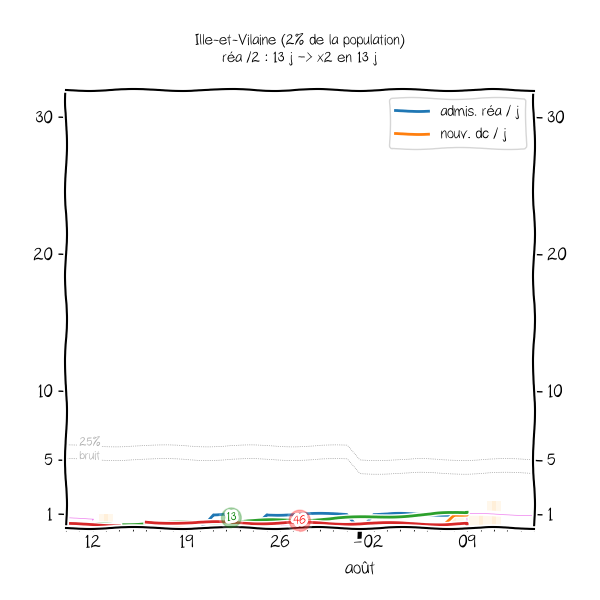 Ille-et-Vilaine (2% de la population)
réa /2 : 13 j -> x2 en 13 j
admis. réa / j
nouv. dc / j
30 30
20 20
10 10
25%
bruit
5 5
1 13 46 1
12 19 26 02 09
août